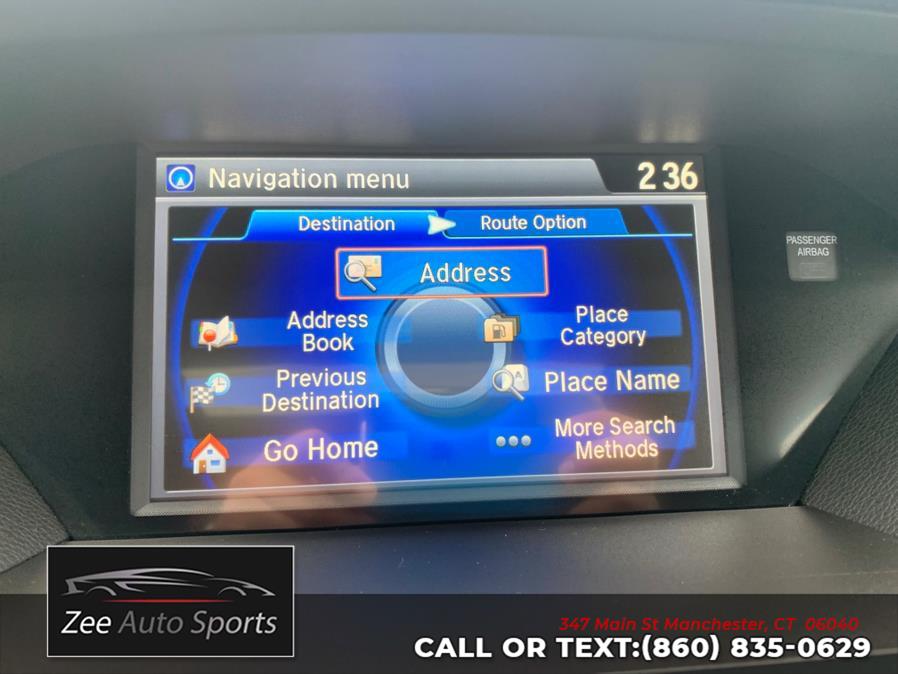 Navigation menu
2 36
Destination
Route Option
Address
Address
Book
Place
Category
Previous
Destination
Place Name
Go Home
More Search
Methods
PASSENGER
AIRBAG
Zee Auto Sports
347 Main St Manchester, CT 06040
CALL OR TEXT:(860) 835-0629